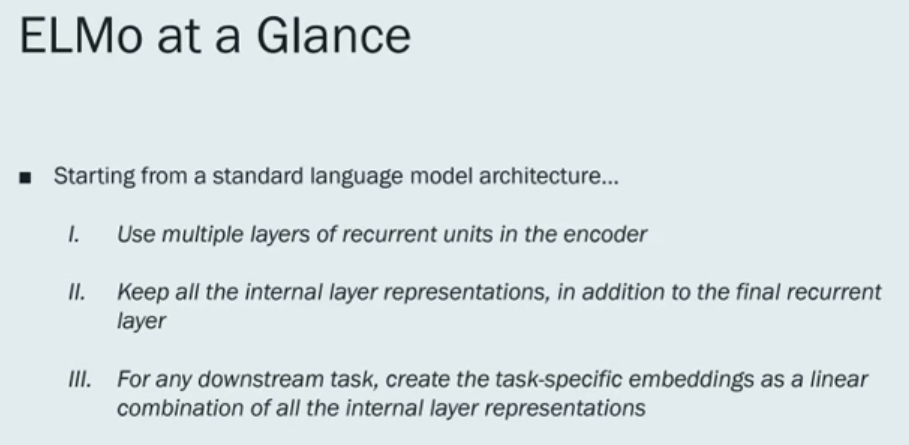 ELMo at a Glance
■ Starting from a standard language model architecture...
I. Use multiple layers of recurrent units in the encoder
II. Keep all the internal layer representations, in addition to the final recurrent
layer
III. For any downstream task, create the task-specific embeddings as a linear
combination of all the internal layer representations